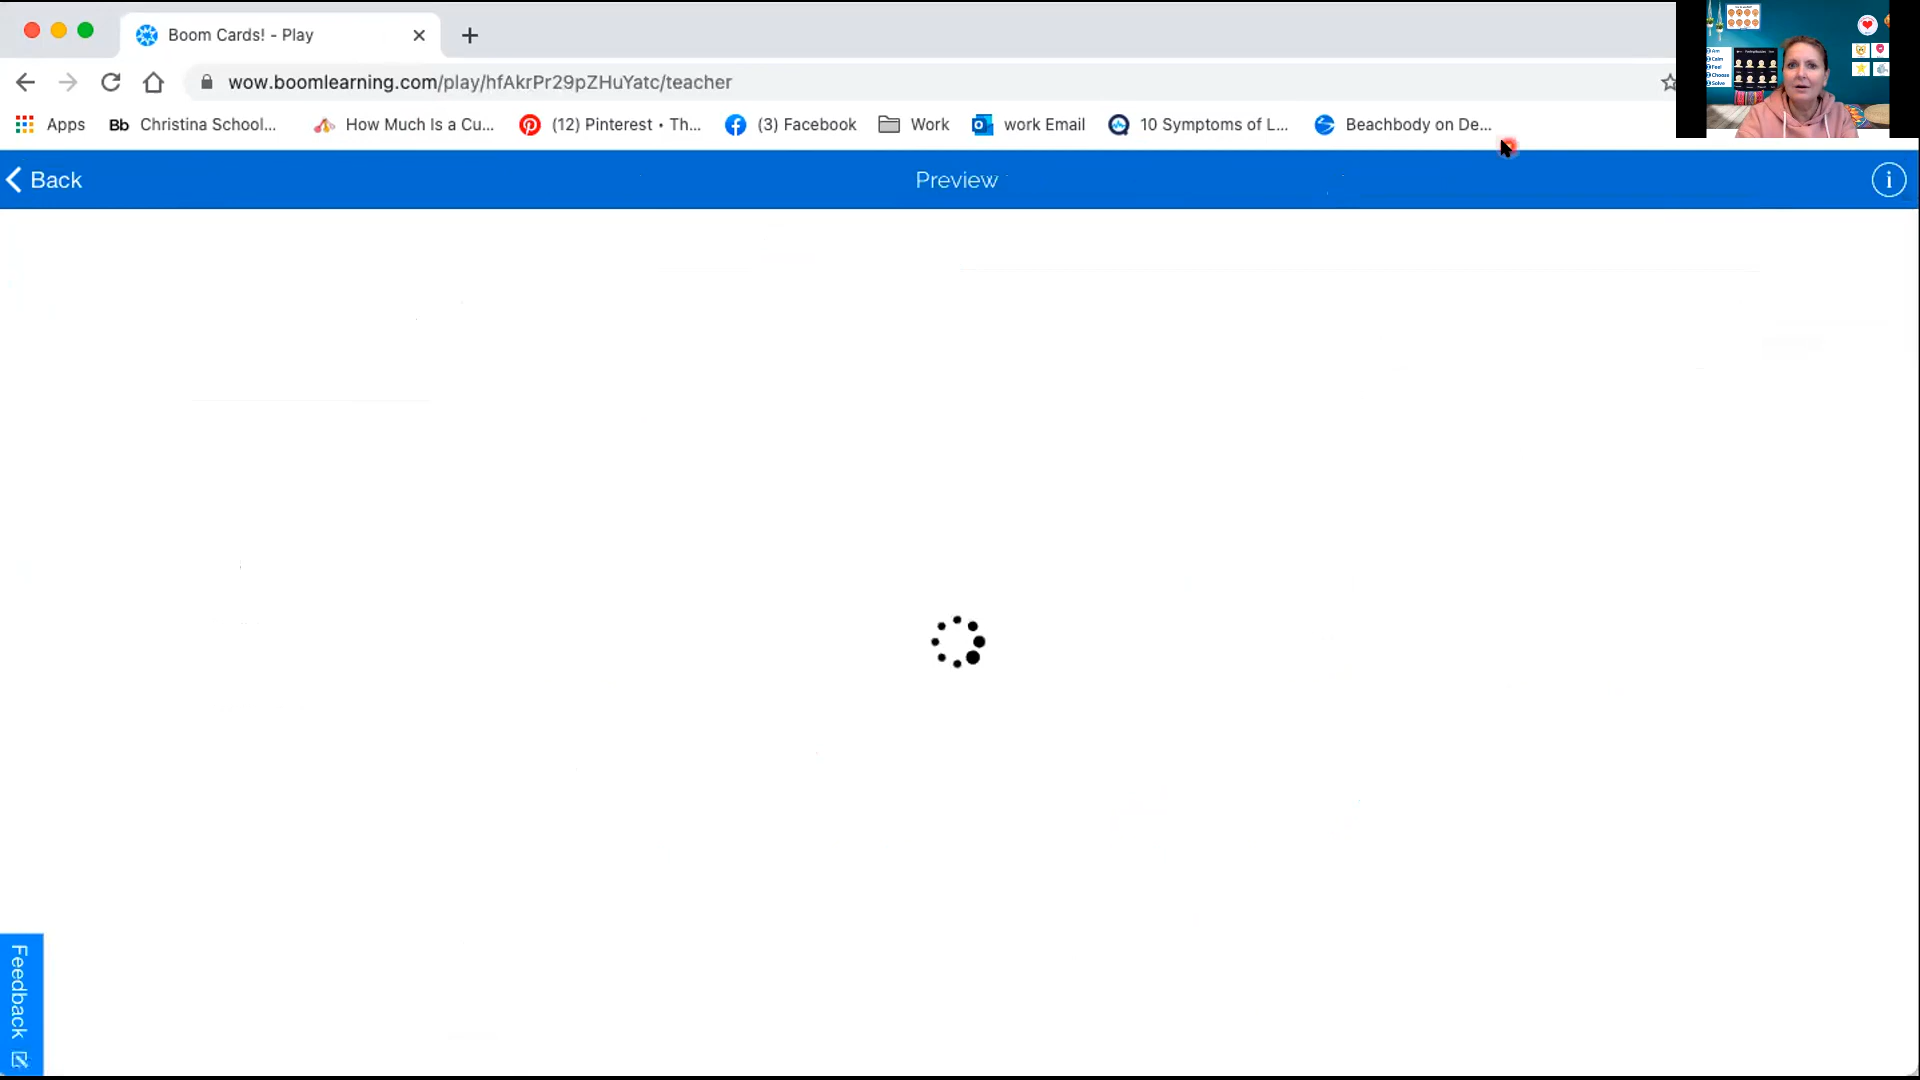 Boom Cards! - Play
wow.boomlearning.com/play/hfAkrPr29pZHuYatc/teacher
Apps Bb Christina School... How Much Is a Cu... (12) Pinterest • Th... (3) Facebook Work work Email 10 Symptoms of L... Beachbody on De...
Back Preview i
Feedback